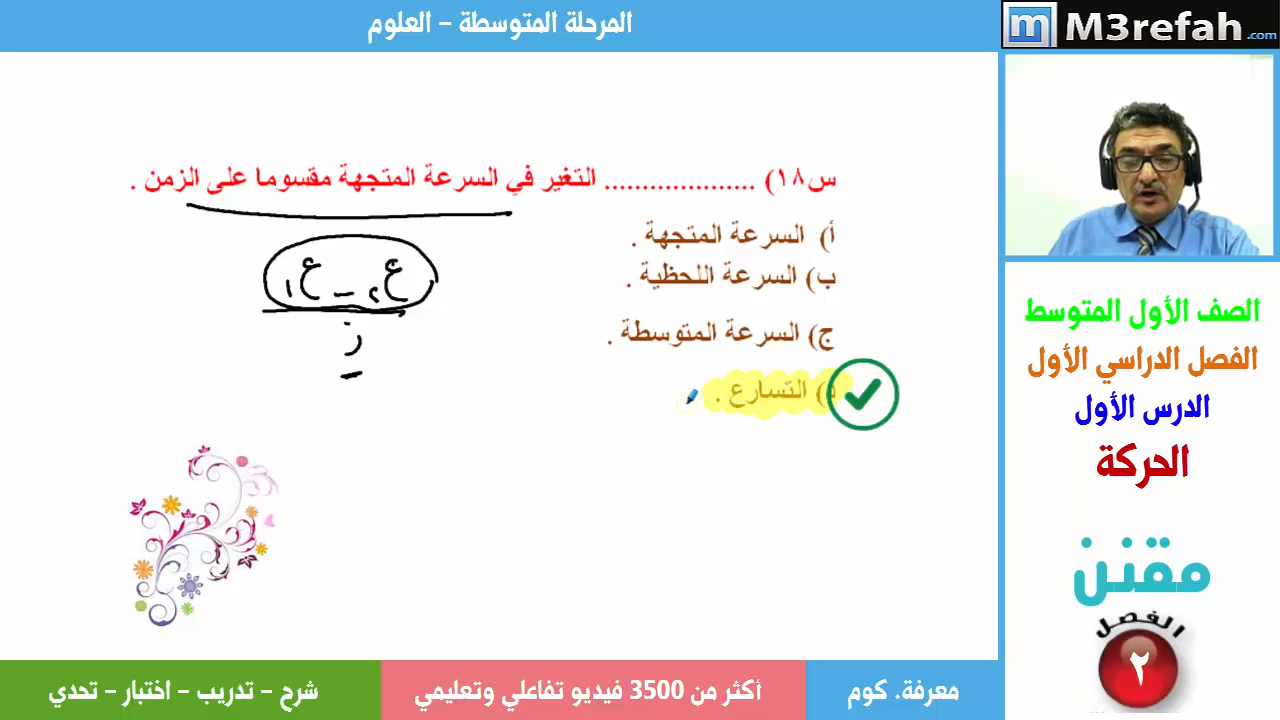 المرحلة المتوسطة - العلوم
M3refah.com
س١٨) .................... التغير في السرعة المتجهة مقسوما على الزمن .
أ) السرعة المتجهة .
ب) السرعة اللحظية .
ج) السرعة المتوسطة .
د) التسارع .
ع٢ - ع١
ز
الصف الأول المتوسط
الفصل الدراسي الأول
الدرس الأول
الحركة
مقنن
الفصل
٢
معرفة. كوم
أكثر من 3500 فيديو تفاعلي وتعليمي
شرح - تدريب - اختبار - تحدي